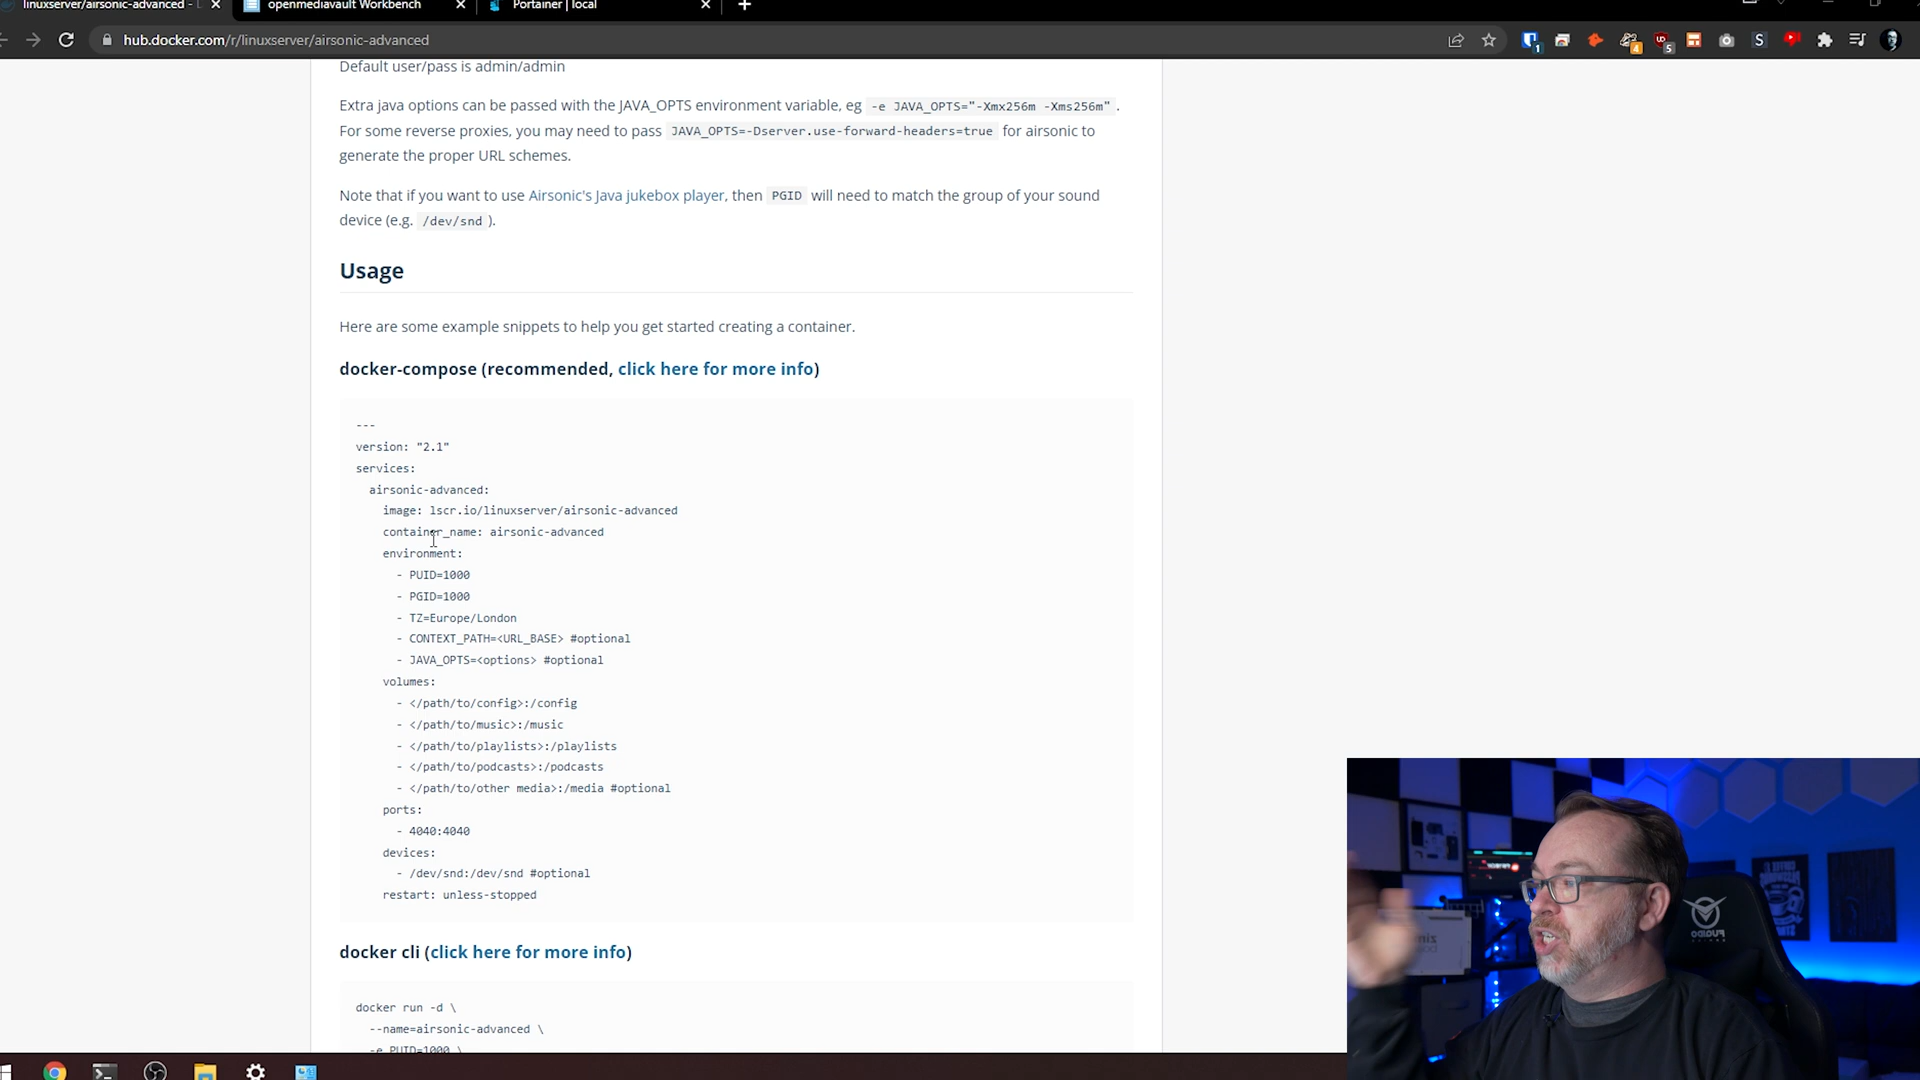 linuxserver/airsonic-advanced -
openmediavault Workbench
Portainer | local
hub.docker.com/r/linuxserver/airsonic-advanced
Default user/pass is admin/admin
Extra java options can be passed with the JAVA_OPTS environment variable, eg -e JAVA_OPTS="-Xmx256m -Xms256m" .
For some reverse proxies, you may need to pass JAVA_OPTS=-Dserver.use-forward-headers=true for airsonic to
generate the proper URL schemes.
Note that if you want to use Airsonic's Java jukebox player, then PGID will need to match the group of your sound
device (e.g. /dev/snd ).
Usage
Here are some example snippets to help you get started creating a container.
docker-compose (recommended, click here for more info)
---
version: "2.1"
services:
airsonic-advanced:
image: lscr.io/linuxserver/airsonic-advanced
container_name: airsonic-advanced
environment:
- PUID=1000
- PGID=1000
- TZ=Europe/London
- CONTEXT_PATH=<URL_BASE> #optional
- JAVA_OPTS=<options> #optional
volumes:
- </path/to/config>:/config
- </path/to/music>:/music
- </path/to/playlists>:/playlists
- </path/to/podcasts>:/podcasts
- </path/to/other media>:/media #optional
ports:
- 4040:4040
devices:
- /dev/snd:/dev/snd #optional
restart: unless-stopped
docker cli (click here for more info)
docker run -d \
--name=airsonic-advanced \
-e PUID=1000 \